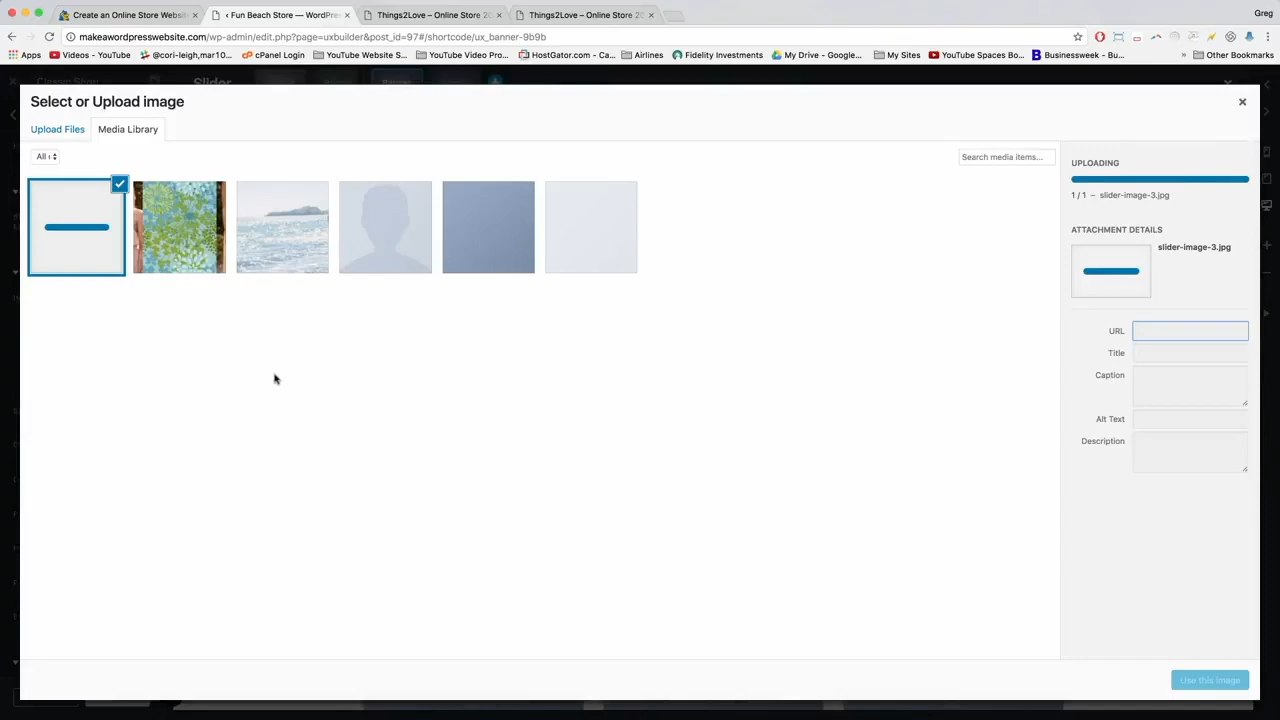 Create an Online Store Websit
‹ Fun Beach Store — WordPre
Things2Love – Online Store 20
Things2Love – Online Store 20
Greg
makeawordpresswebsite.com/wp-admin/edit.php?page=uxbuilder&post_id=97#/shortcode/ux_banner-9b9b
Apps
Videos - YouTube
@cori-leigh,mar10...
cPanel Login
YouTube Website S...
YouTube Video Pro...
HostGator.com - Ca...
Airlines
Fidelity Investments
My Drive - Google...
My Sites
YouTube Spaces Bo...
Businessweek - Bu...
»
Other Bookmarks
Slider
Select or Upload image
Upload Files
Media Library
All
Search media items...
UPLOADING
1 / 1 – slider-image-3.jpg
ATTACHMENT DETAILS
slider-image-3.jpg
URL
Title
Caption
Alt Text
Description
Use this image